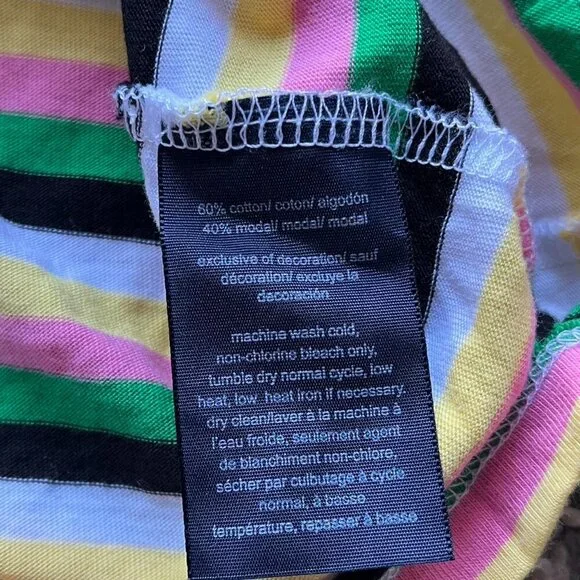 60% cotton/ coton/ algodón
40% modal/ modal/ modal
exclusive of decoration/ sauf
décoration/ excluye la
decoración
machine wash cold,
non-chlorine bleach only,
tumble dry normal cycle, low
heat, low heat iron if necessary.
dry clean/laver à la machine à
l'eau froide, seulement agent
de blanchiment non-chlore,
sécher par culbutage à cycle
normal, à basse
température, repasser à basse